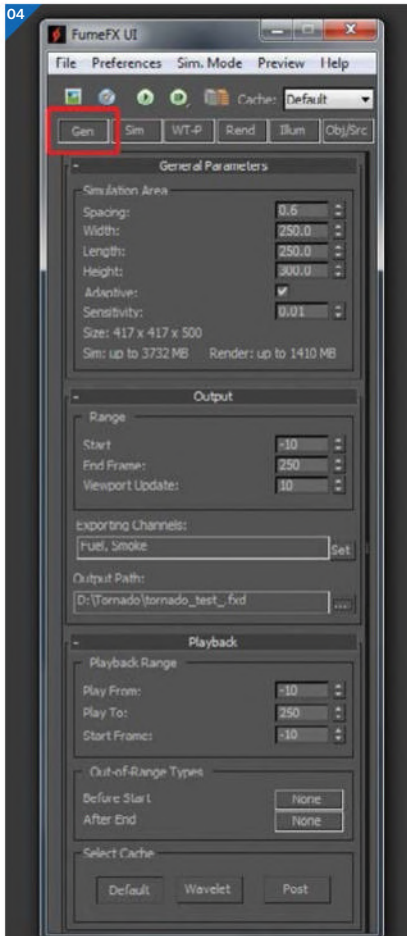 04
FumeFX UI
File Preferences Sim. Mode Preview Help
Cache: Default
Gen Sim WT-P Rend Illum Obj/Src
- General Parameters
Simulation Area
Spacing: 0.6
Width: 250.0
Length: 250.0
Height: 300.0
Adaptive:
Sensitivity: 0.01
Size: 417 x 417 x 500
Sim: up to 3732 MB Render: up to 1410 MB
- Output
Range
Start -10
End Frame: 250
Viewport Update: 10
Exporting Channels:
Fuel, Smoke Set
Output Path:
D:\Tornado\tornado_test_.fxd ...
- Playback
Playback Range
Play From: -10
Play To: 250
Start Frame: -10
Out-of-Range Types
Before Start None
After End None
Select Cache
Default Wavelet Post